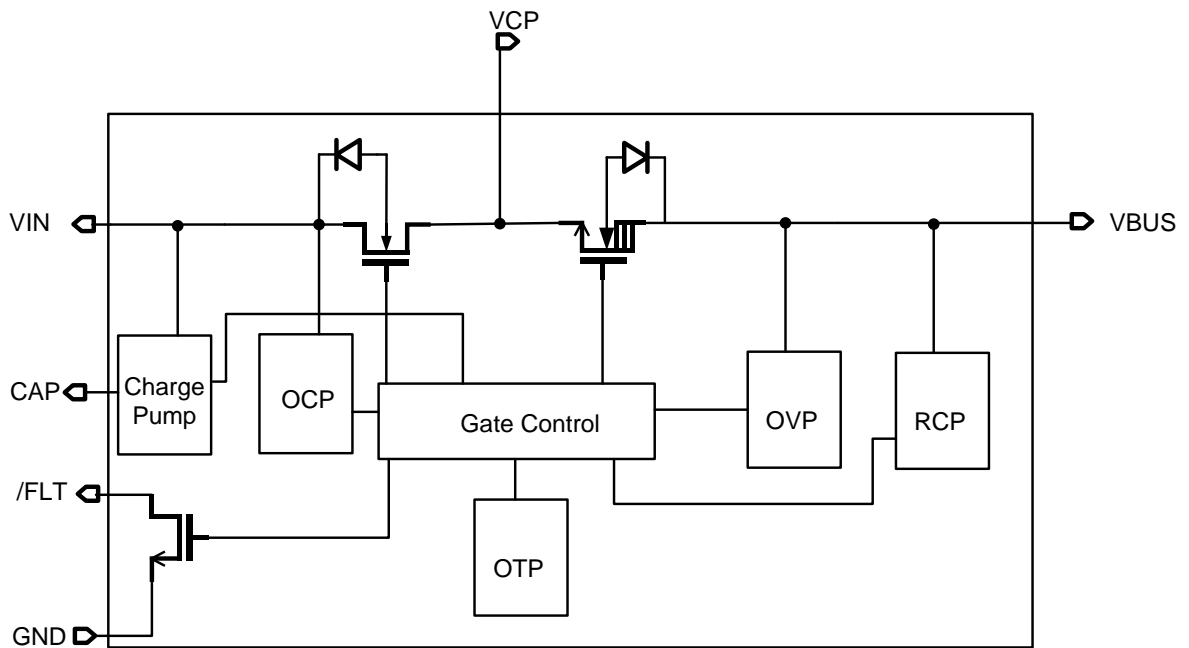 VCP
VIN
VBUS
CAP
Charge
Pump
OCP
Gate Control
OVP
RCP
/FLT
OTP
GND